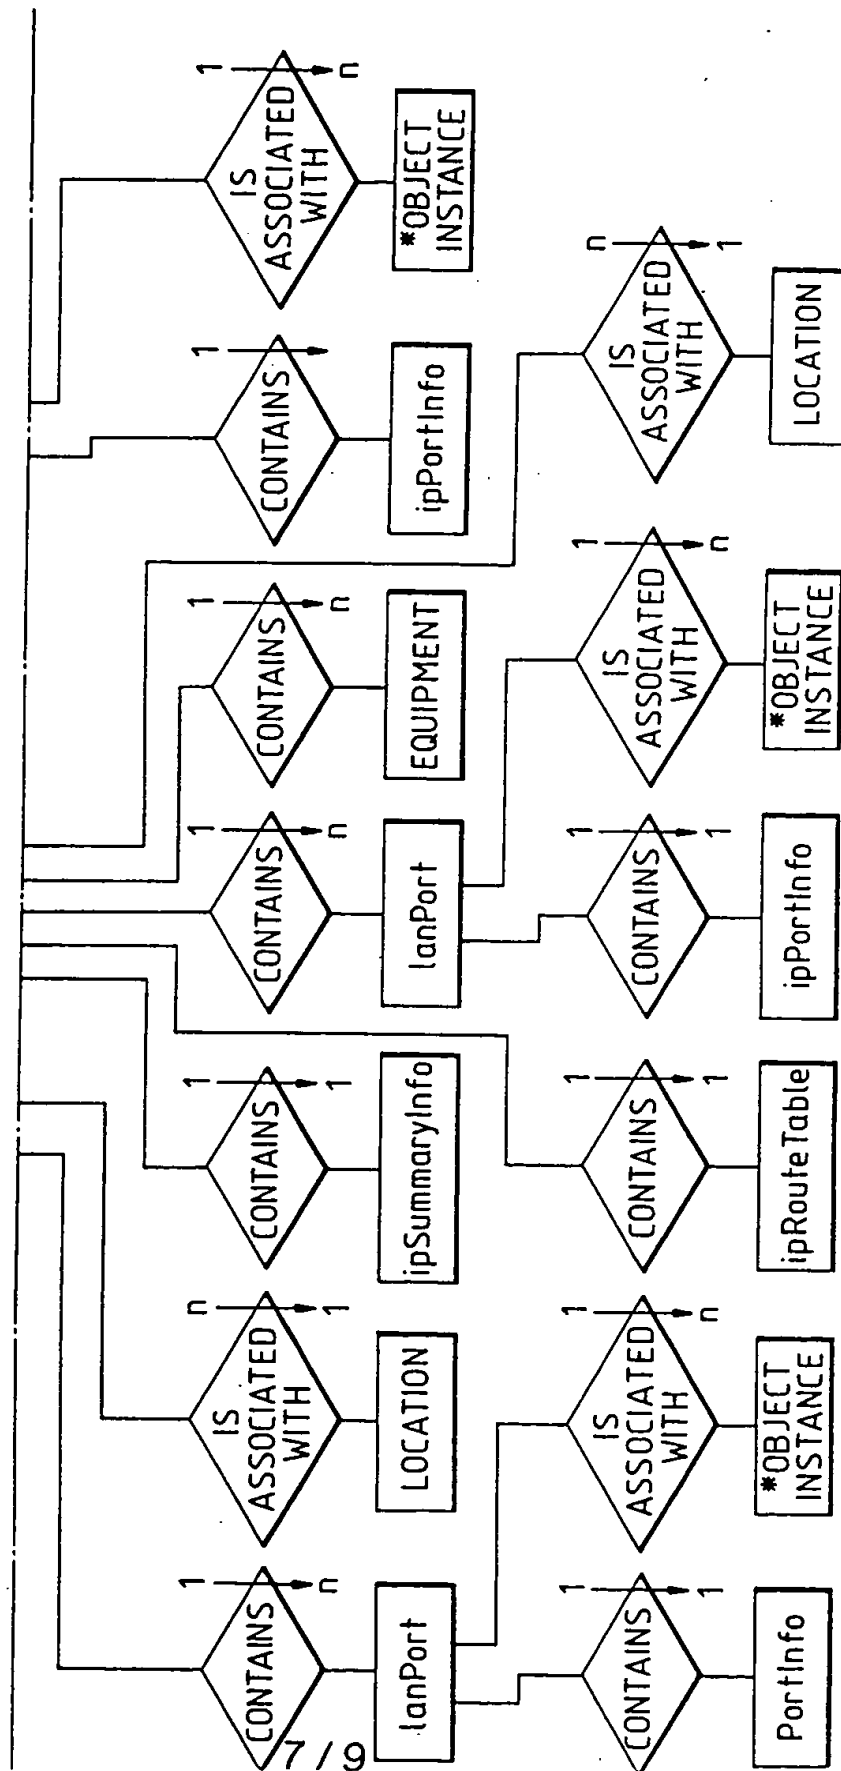 CONTAINS
1
n
lanPort
IS
ASSOCIATED
WITH
n
1
LOCATION
CONTAINS
1
1
ipSummaryInfo
CONTAINS
1
n
lanPort
CONTAINS
1
n
EQUIPMENT
CONTAINS
1
ipPortInfo
IS
ASSOCIATED
WITH
1
n
*OBJECT
INSTANCE
CONTAINS
1
1
PortInfo
IS
ASSOCIATED
WITH
1
n
*OBJECT
INSTANCE
CONTAINS
1
1
ipRouteTable
CONTAINS
1
1
ipPortInfo
IS
ASSOCIATED
WITH
1
n
*OBJECT
INSTANCE
IS
ASSOCIATED
WITH
n
1
LOCATION
7/9